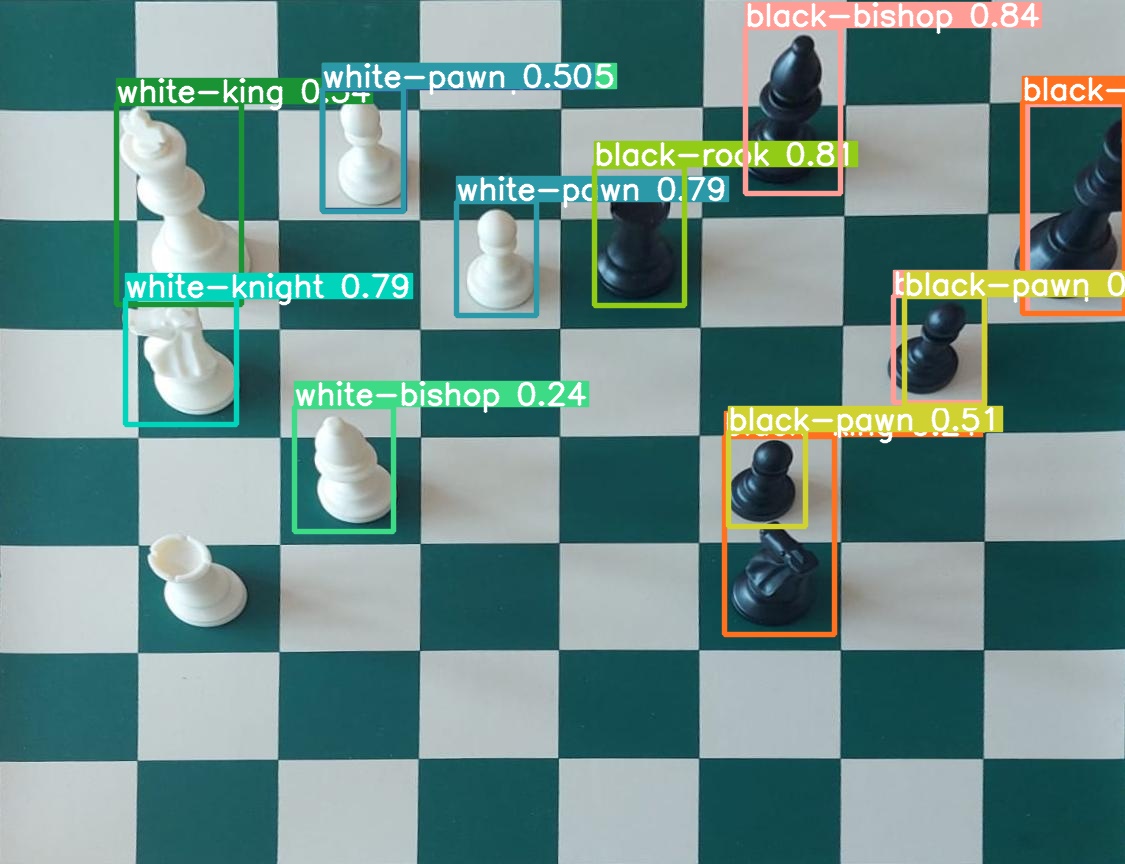 black-bishop 0.84
white-king
white-pawn 0.505
black-
black-rook 0.81
white-pawn 0.79
white-knight 0.79
black-pawn 0
white-bishop 0.24
black-pawn 0.51